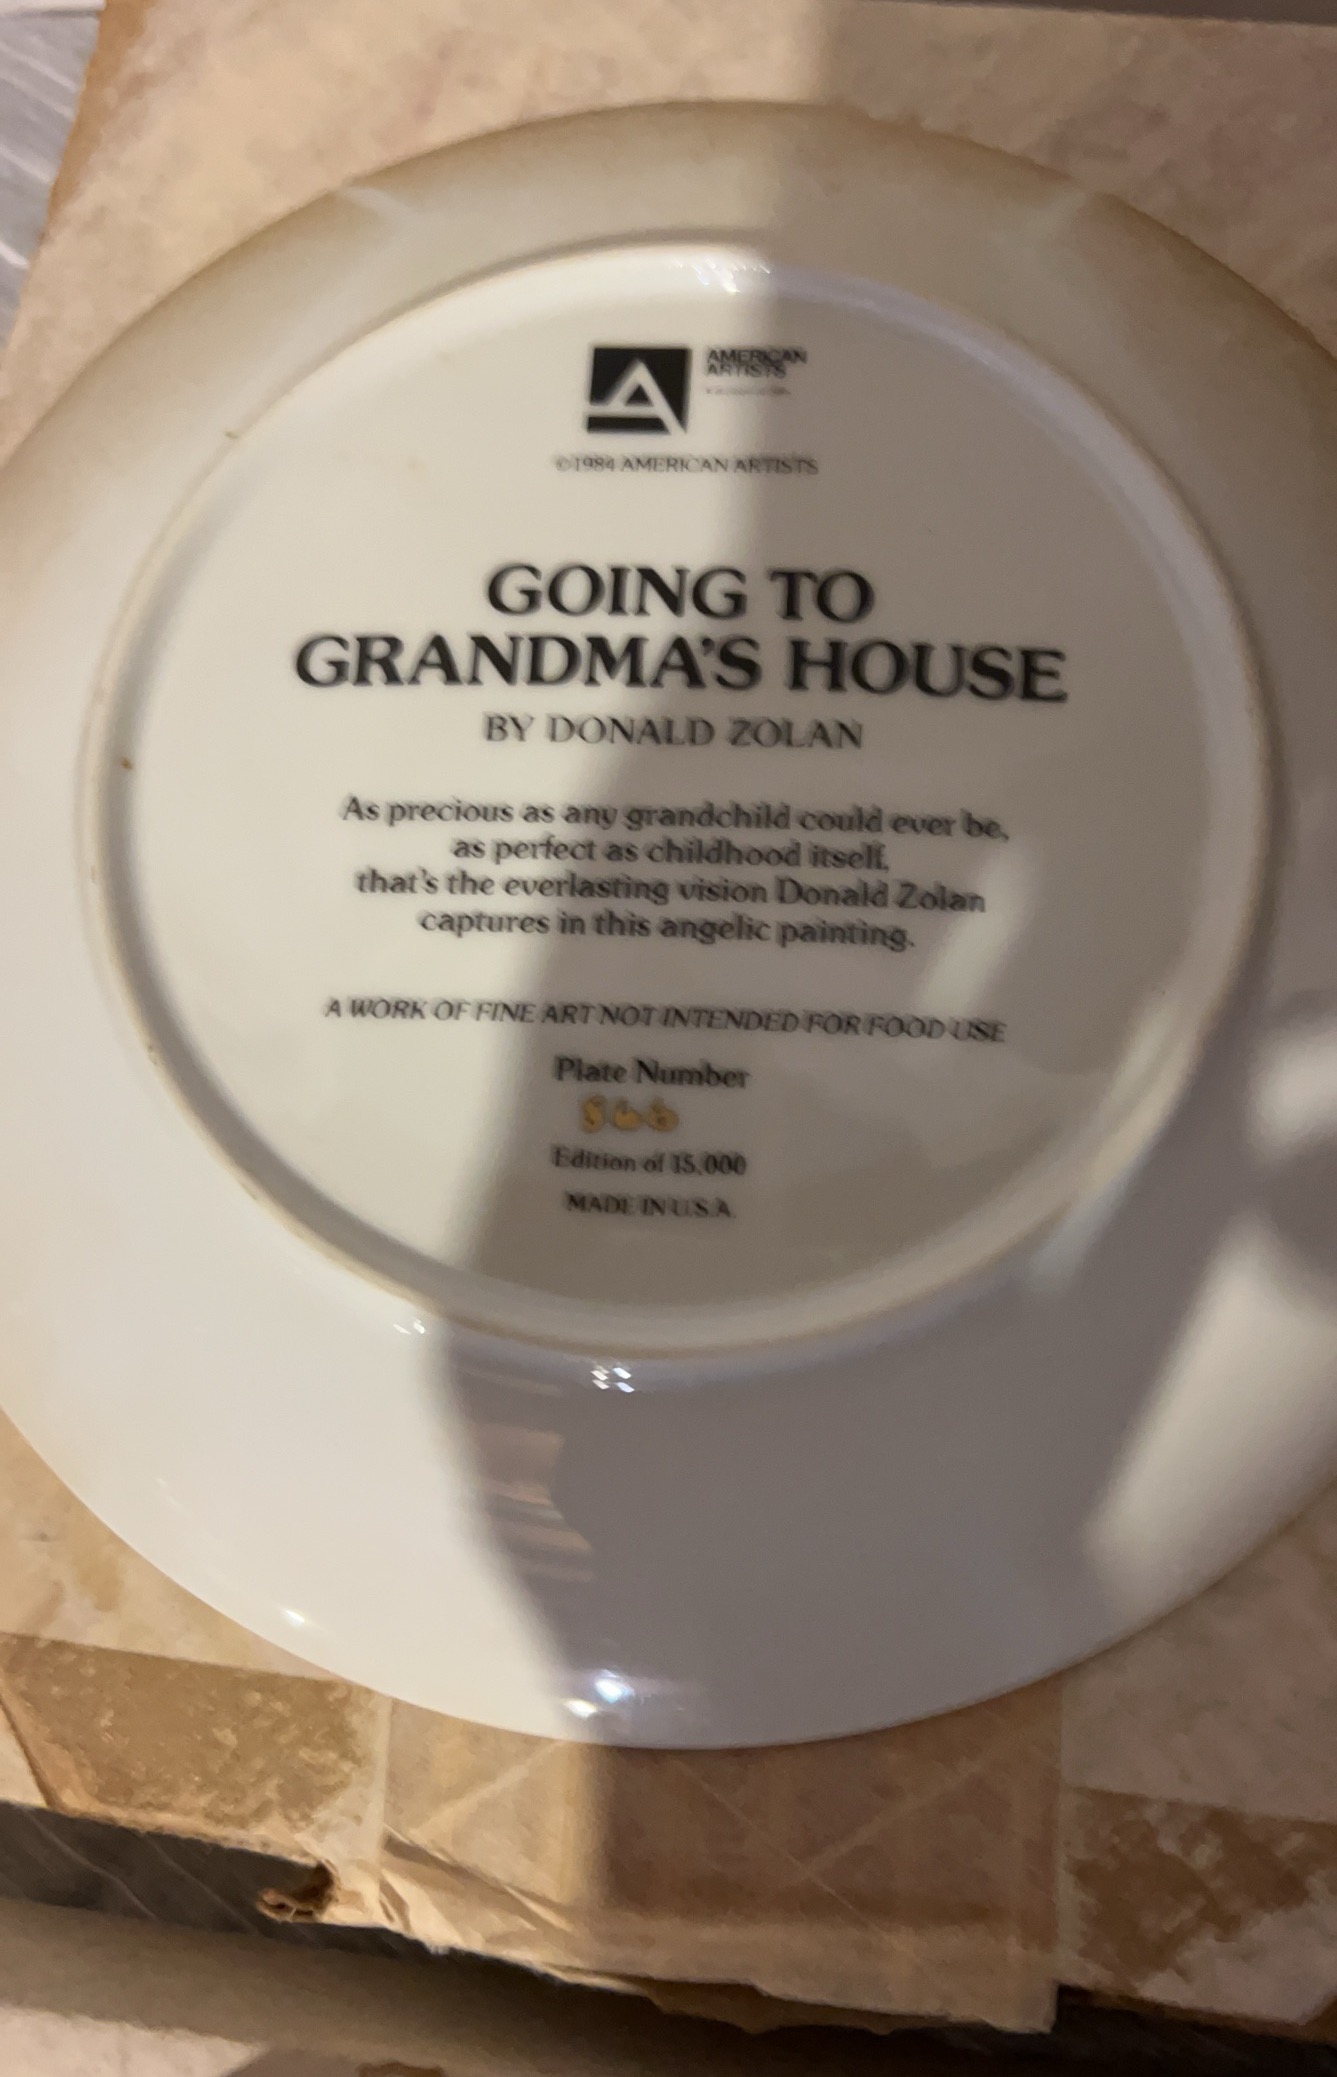 AMERICAN
ARTISTS
©1984 AMERICAN ARTISTS
GOING TO
GRANDMA'S HOUSE
BY DONALD ZOLAN
As precious as any grandchild could ever be,
as perfect as childhood itself,
that's the everlasting vision Donald Zolan
captures in this angelic painting.
A WORK OF FINE ART NOT INTENDED FOR FOOD USE
Plate Number
Edition of 15,000
MADE IN U.S.A.